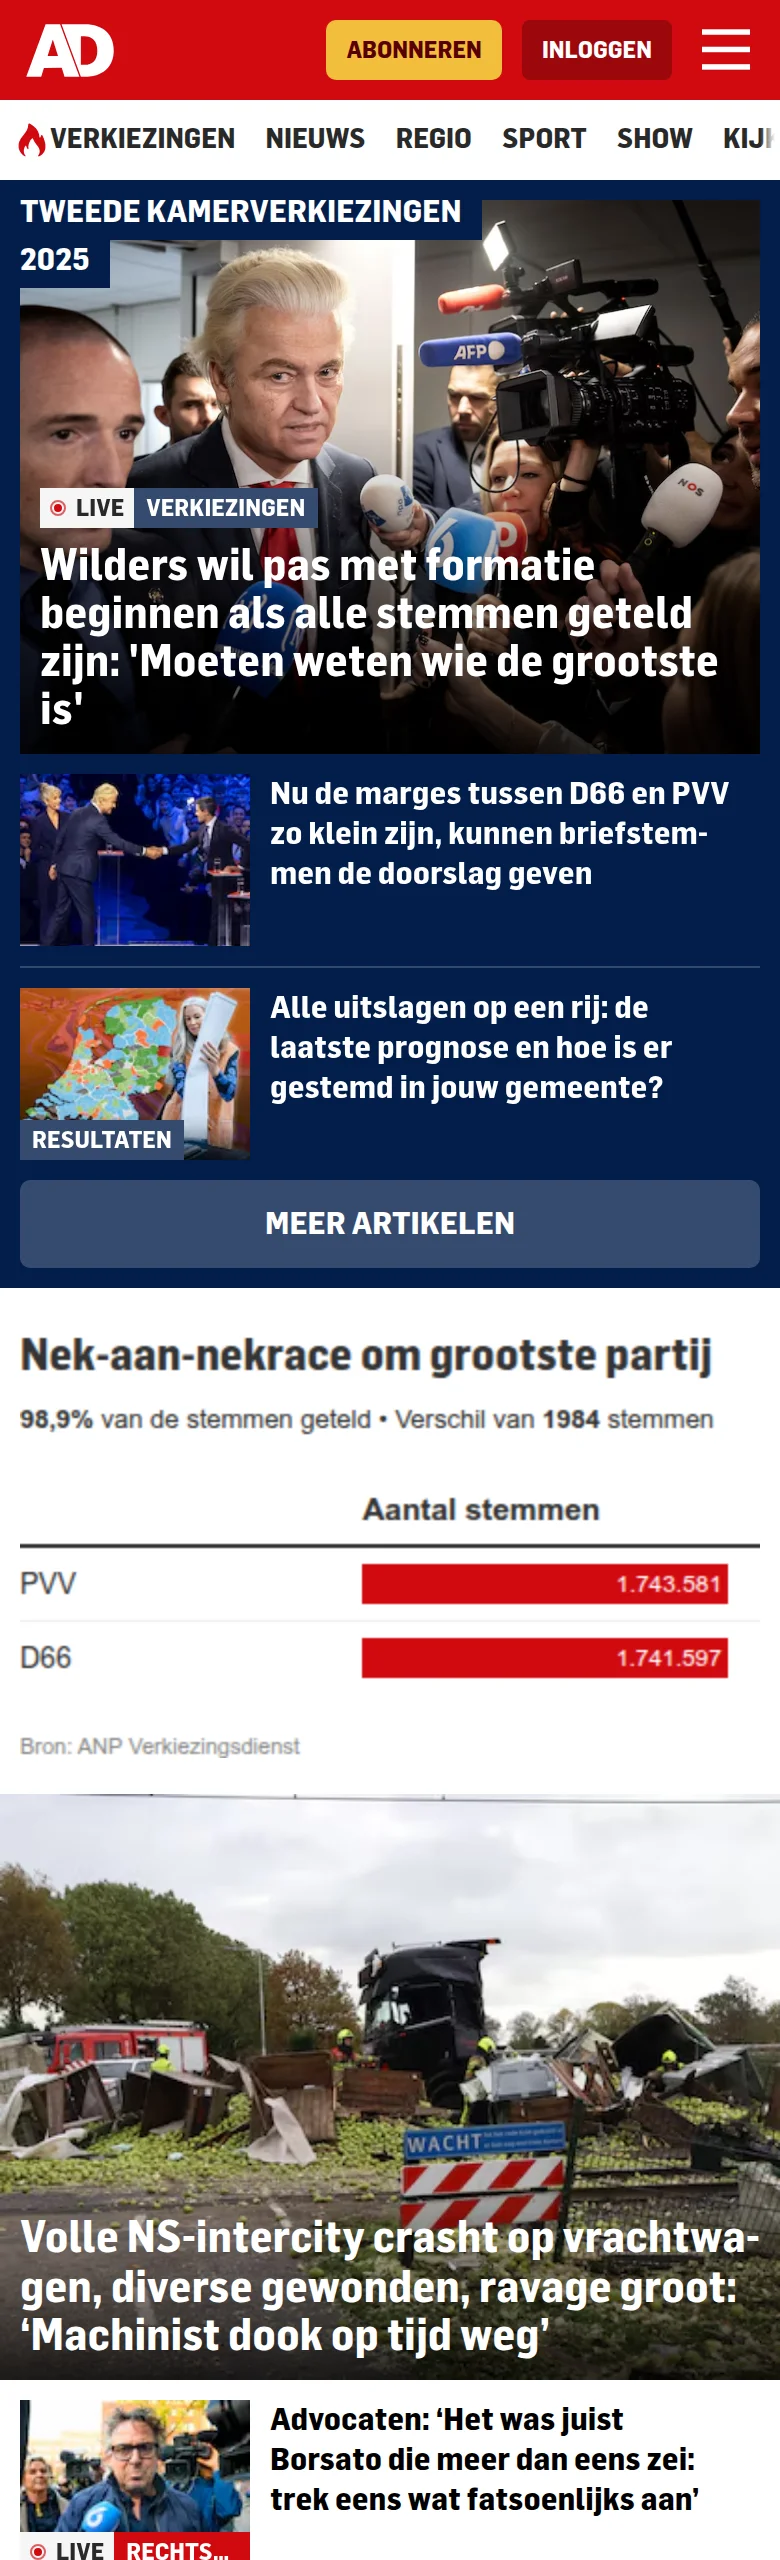 AD
ABONNEREN
INLOGGEN
VERKIEZINGEN NIEUWS REGIO SPORT SHOW
TWEEDE KAMERVERKIEZINGEN
2025
AFP
NOS
LIVE VERKIEZINGEN
Wilders wil pas met formatie
beginnen als alle stemmen geteld
zijn: 'Moeten weten wie de grootste
is'
Nu de marges tussen D66 en PVV
zo klein zijn, kunnen briefstem-
men de doorslag geven
Alle uitslagen op een rij: de
laatste prognose en hoe is er
gestemd in jouw gemeente?
RESULTATEN
MEER ARTIKELEN
Nek-aan-nekrace om grootste partij
98,9% van de stemmen geteld • Verschil van 1984 stemmen
Aantal stemmen
PVV 1.743.581
D66 1.741.597
Bron: ANP Verkiezingsdienst
WACHT
Volle NS-intercity crasht op vrachtwa-
gen, diverse gewonden, ravage groot:
‘Machinist dook op tijd weg’
Advocaten: ‘Het was juist
Borsato die meer dan eens zei:
trek eens wat fatsoenlijks aan’
LIVE RECHTS...